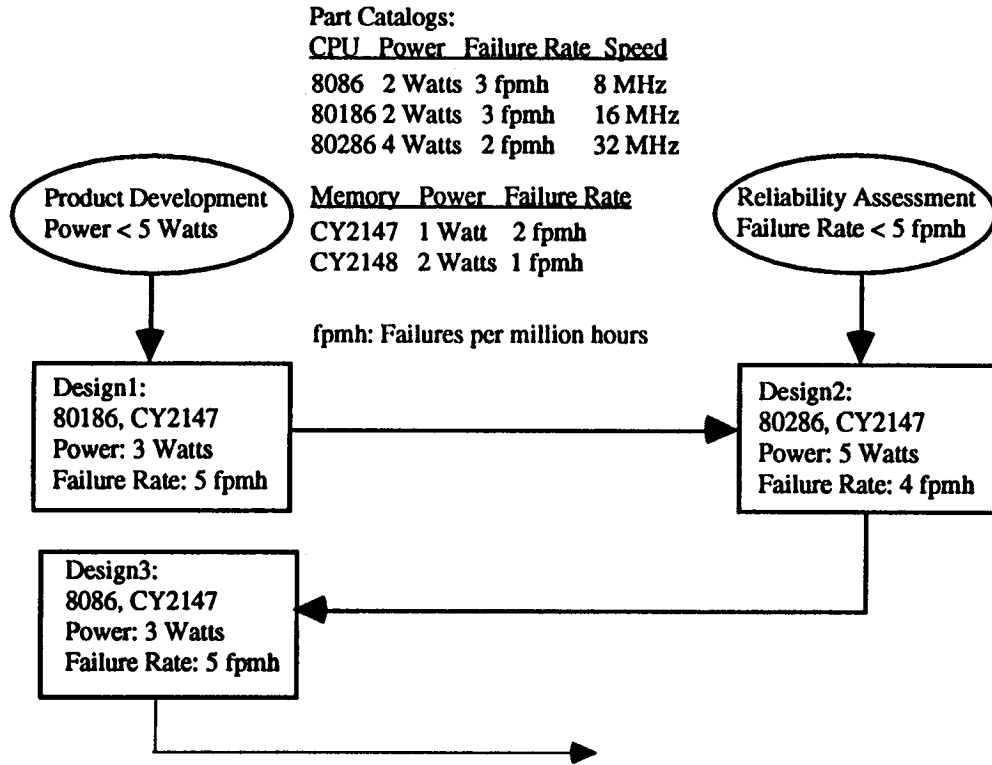 Part Catalogs:
CPU Power Failure Rate Speed
8086 2 Watts 3 fpmh 8 MHz
80186 2 Watts 3 fpmh 16 MHz
80286 4 Watts 2 fpmh 32 MHz
Product Development
Power < 5 Watts
Memory Power Failure Rate
CY2147 1 Watt 2 fpmh
CY2148 2 Watts 1 fpmh
Reliability Assessment
Failure Rate < 5 fpmh
fpmh: Failures per million hours
Design1:
80186, CY2147
Power: 3 Watts
Failure Rate: 5 fpmh
Design2:
80286, CY2147
Power: 5 Watts
Failure Rate: 4 fpmh
Design3:
8086, CY2147
Power: 3 Watts
Failure Rate: 5 fpmh